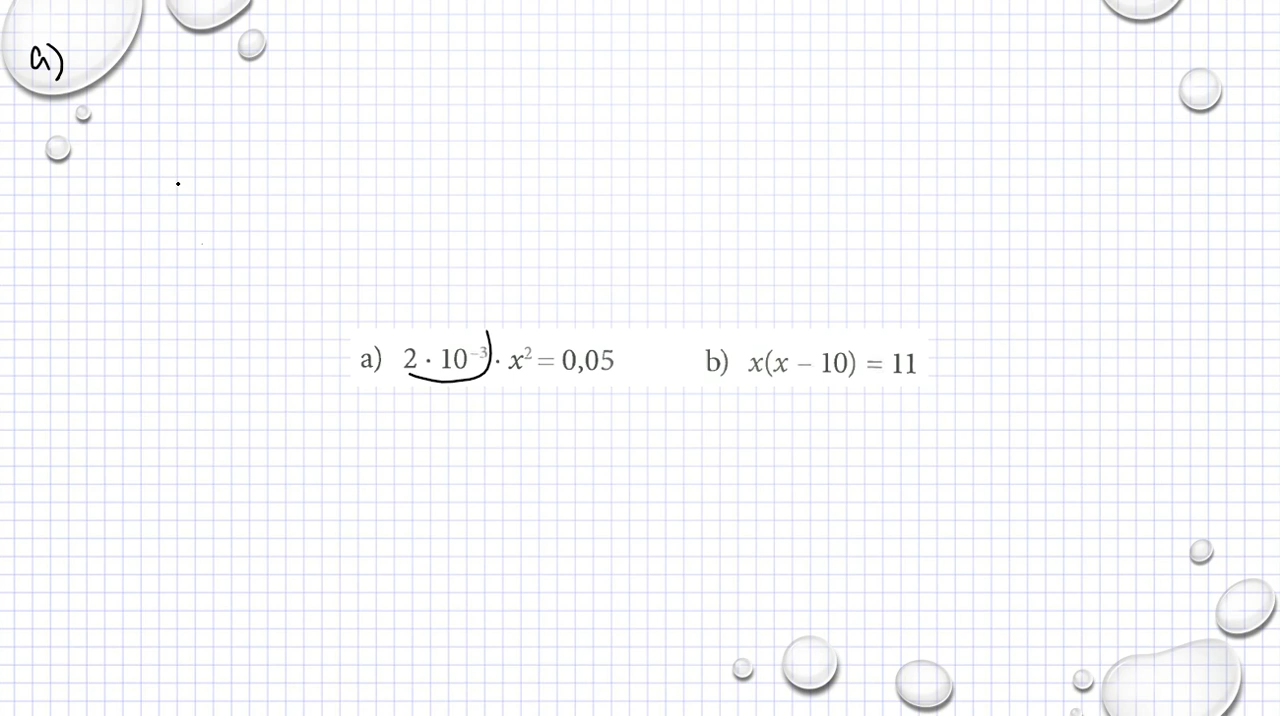 a)
a) 2 · 10⁻³ · x² = 0,05 b) x(x – 10) = 11